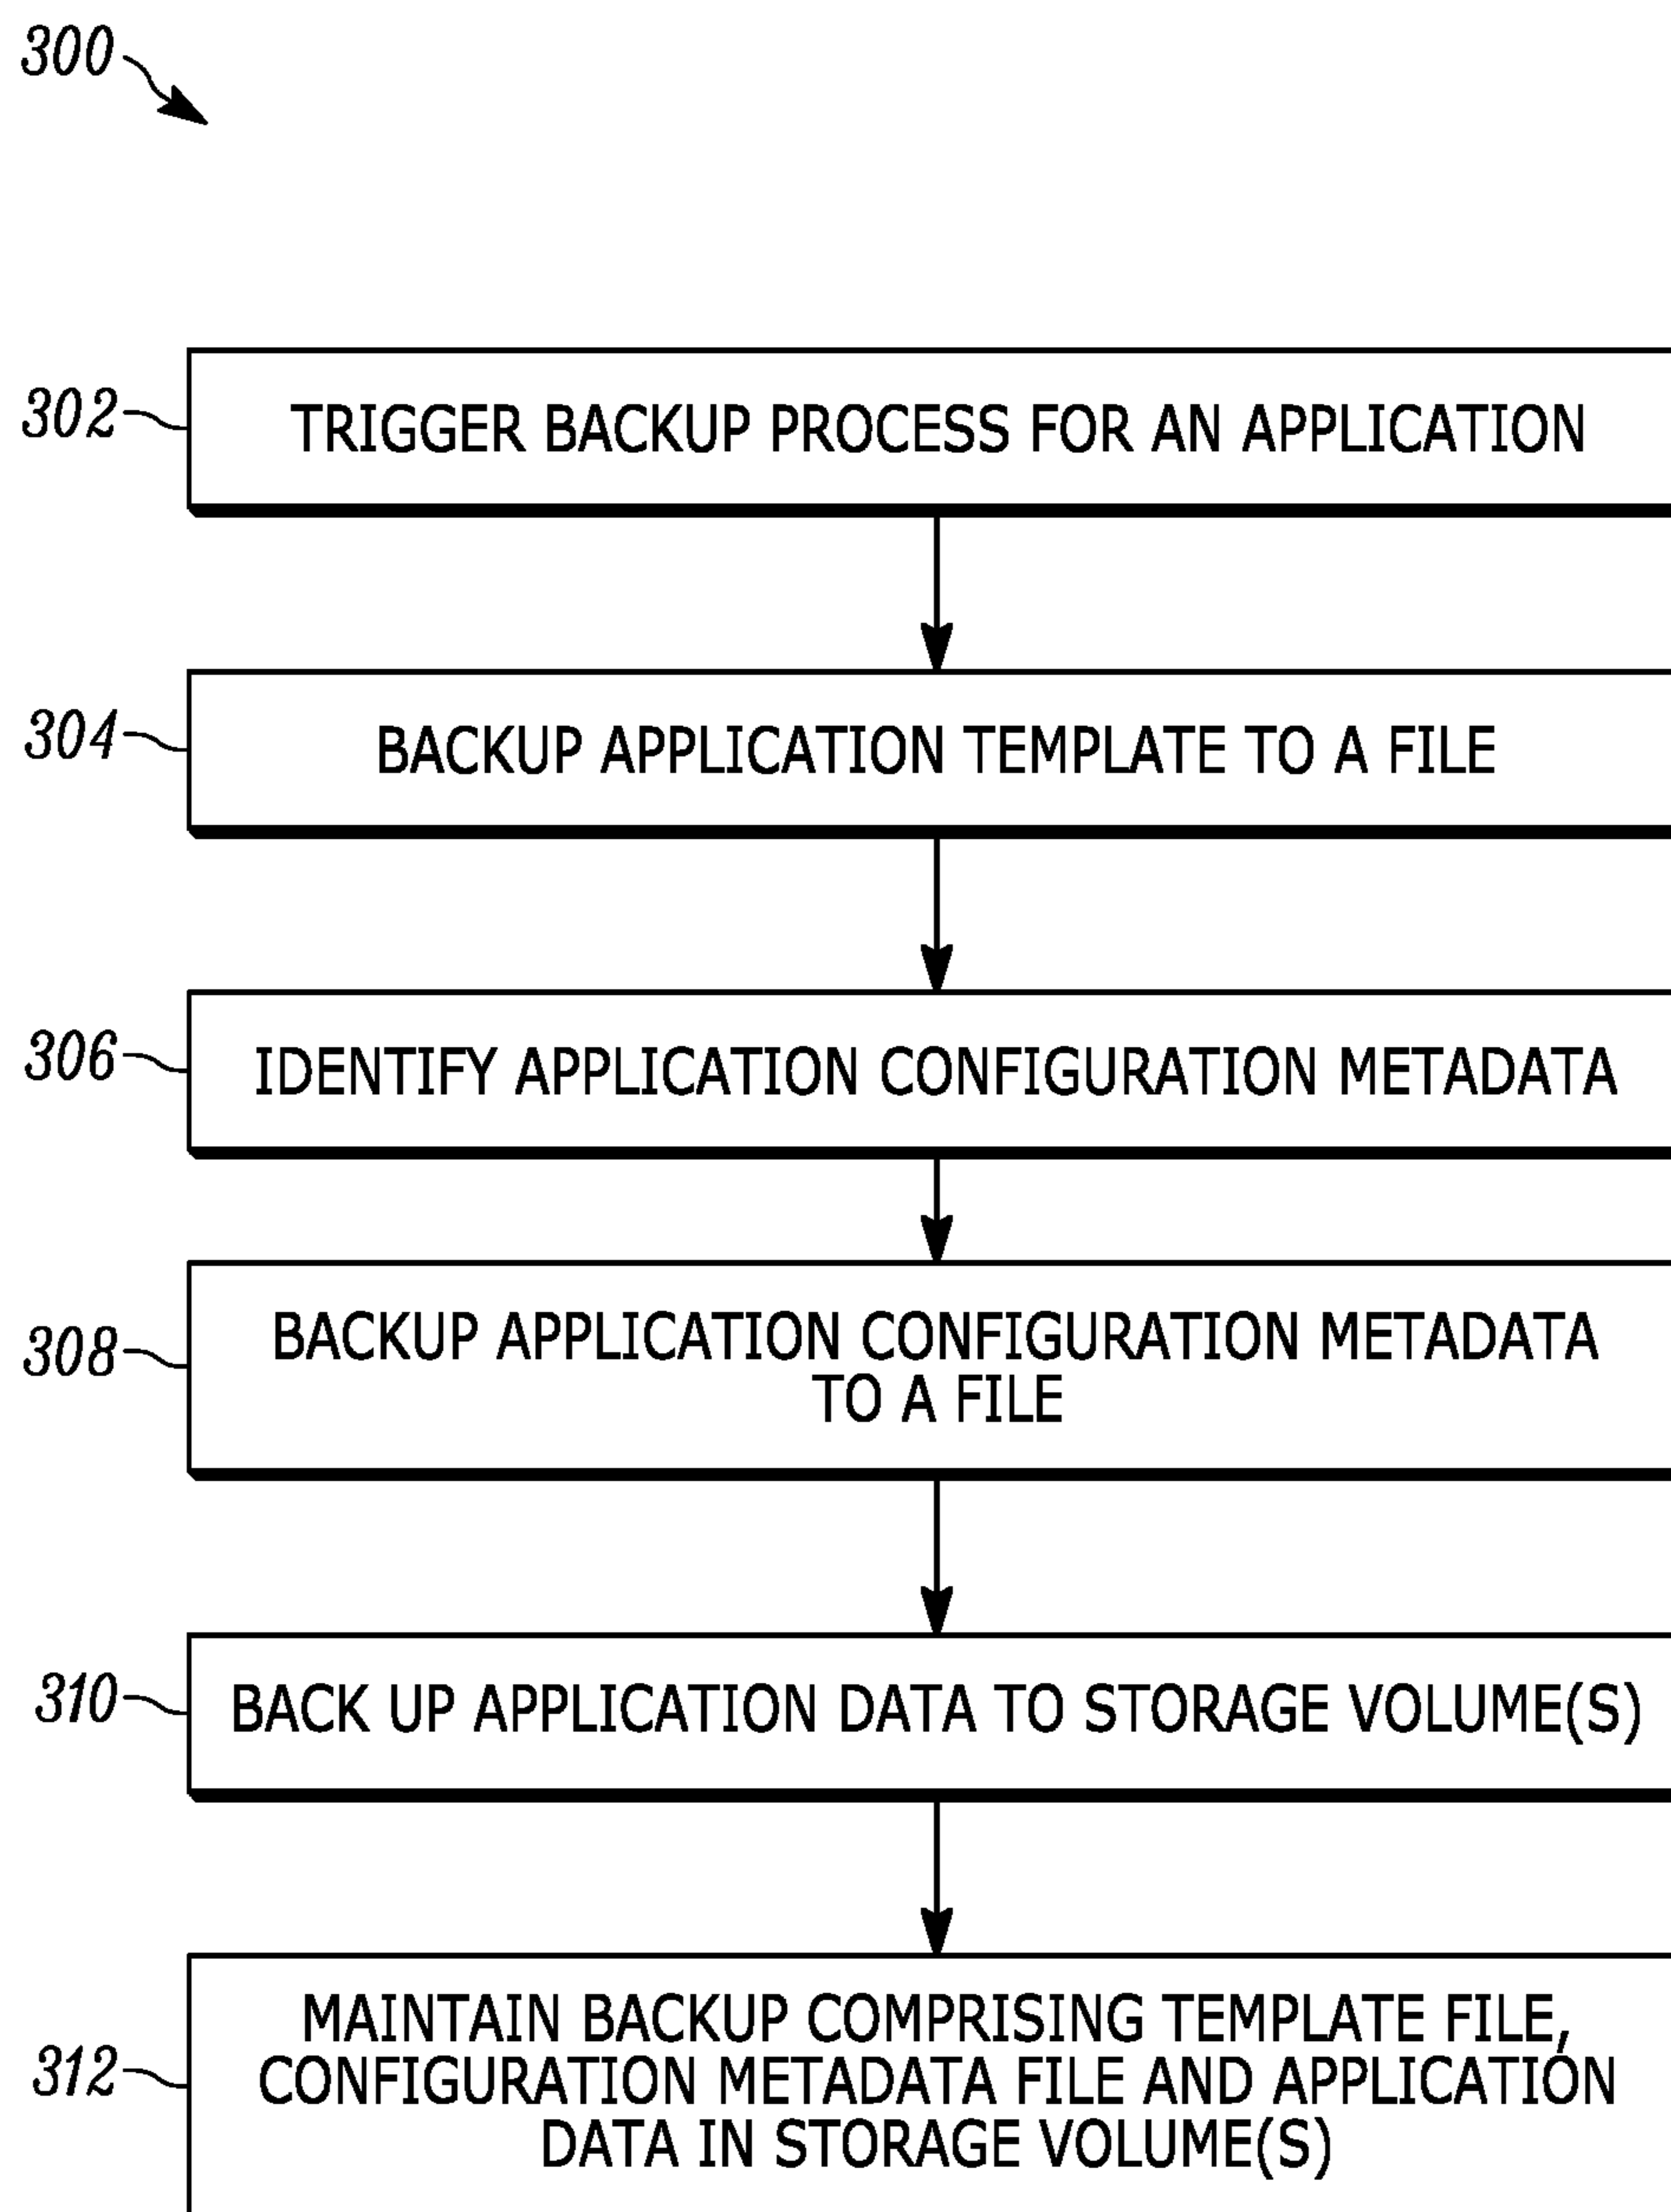 300
302
TRIGGER BACKUP PROCESS FOR AN APPLICATION
304
BACKUP APPLICATION TEMPLATE TO A FILE
306
IDENTIFY APPLICATION CONFIGURATION METADATA
308
BACKUP APPLICATION CONFIGURATION METADATA
TO A FILE
310
BACK UP APPLICATION DATA TO STORAGE VOLUME(S)
312
MAINTAIN BACKUP COMPRISING TEMPLATE FILE,
CONFIGURATION METADATA FILE AND APPLICATION
DATA IN STORAGE VOLUME(S)